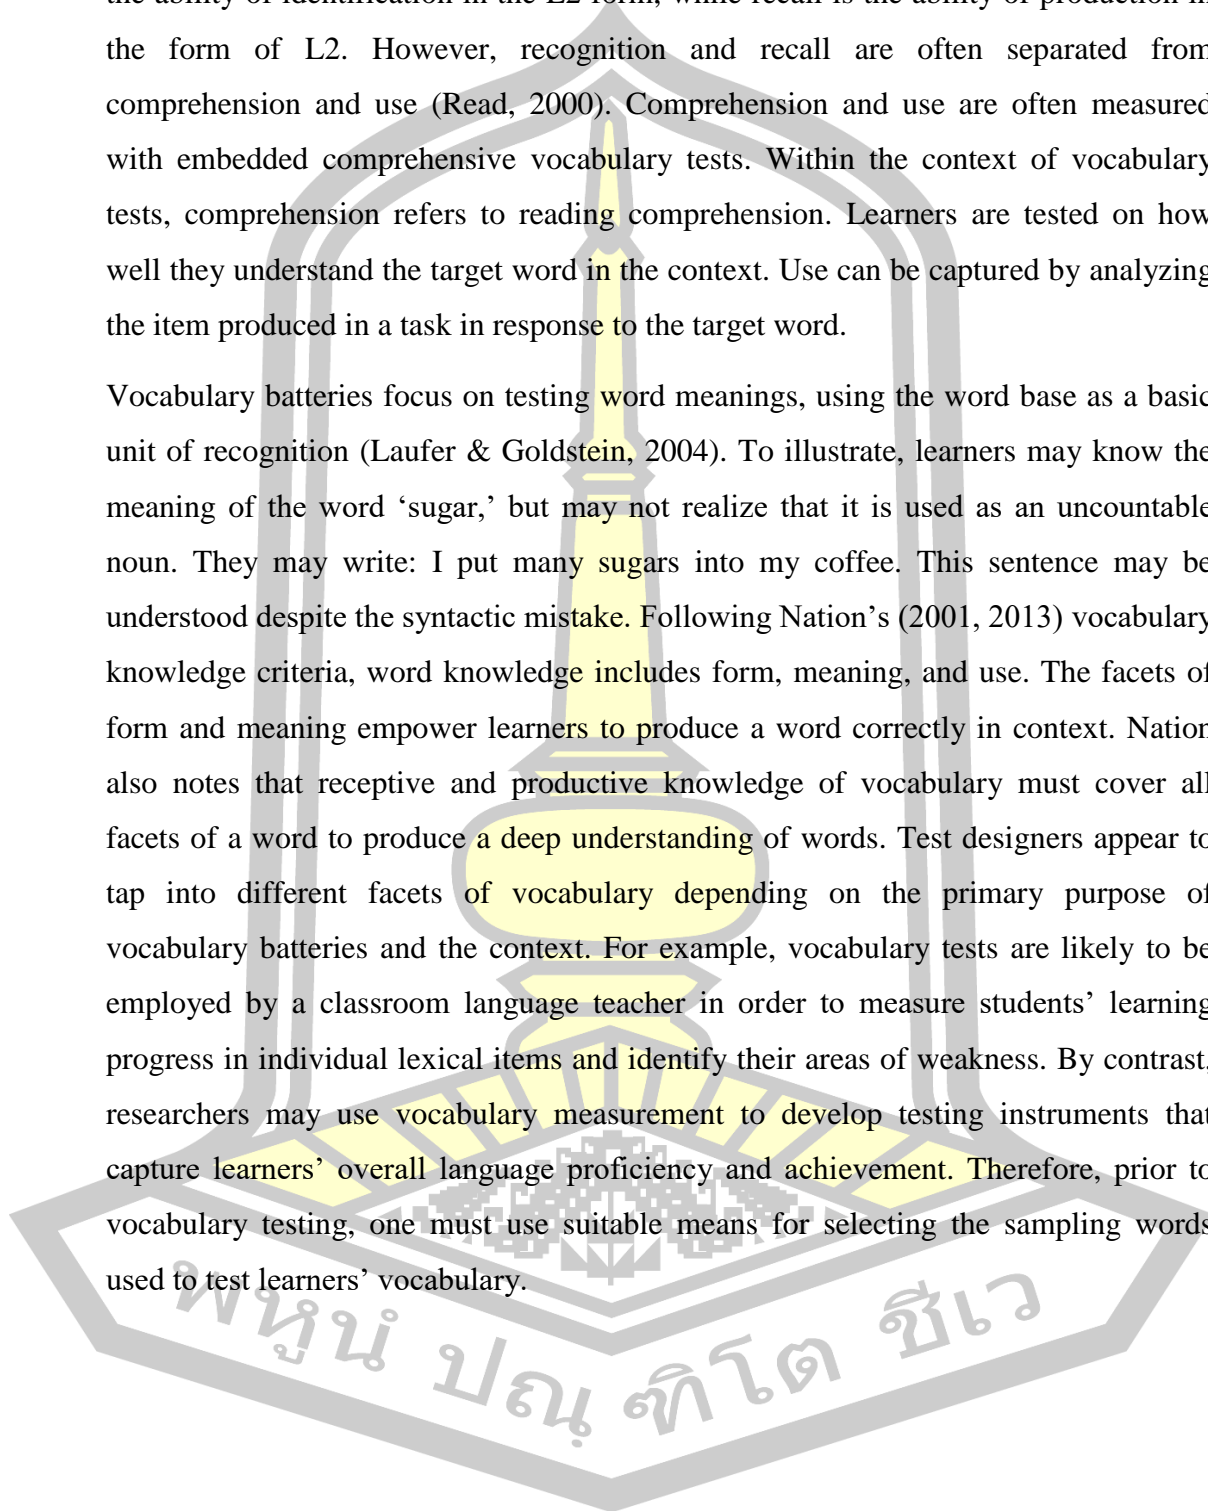 the ability of identification in the L2 form, while recall is the ability of production in
the form of L2. However, recognition and recall are often separated from
comprehension and use (Read, 2000). Comprehension and use are often measured
with embedded comprehensive vocabulary tests. Within the context of vocabulary
tests, comprehension refers to reading comprehension. Learners are tested on how
well they understand the target word in the context. Use can be captured by analyzing
the item produced in a task in response to the target word.
Vocabulary batteries focus on testing word meanings, using the word base as a basic
unit of recognition (Laufer & Goldstein, 2004). To illustrate, learners may know the
meaning of the word ‘sugar,’ but may not realize that it is used as an uncountable
noun. They may write: I put many sugars into my coffee. This sentence may be
understood despite the syntactic mistake. Following Nation’s (2001, 2013) vocabulary
knowledge criteria, word knowledge includes form, meaning, and use. The facets of
form and meaning empower learners to produce a word correctly in context. Nation
also notes that receptive and productive knowledge of vocabulary must cover all
facets of a word to produce a deep understanding of words. Test designers appear to
tap into different facets of vocabulary depending on the primary purpose of
vocabulary batteries and the context. For example, vocabulary tests are likely to be
employed by a classroom language teacher in order to measure students’ learning
progress in individual lexical items and identify their areas of weakness. By contrast,
researchers may use vocabulary measurement to develop testing instruments that
capture learners’ overall language proficiency and achievement. Therefore, prior to
vocabulary testing, one must use suitable means for selecting the sampling words
used to test learners’ vocabulary.
พหูนํ ปณฺฑิโต ชีเว